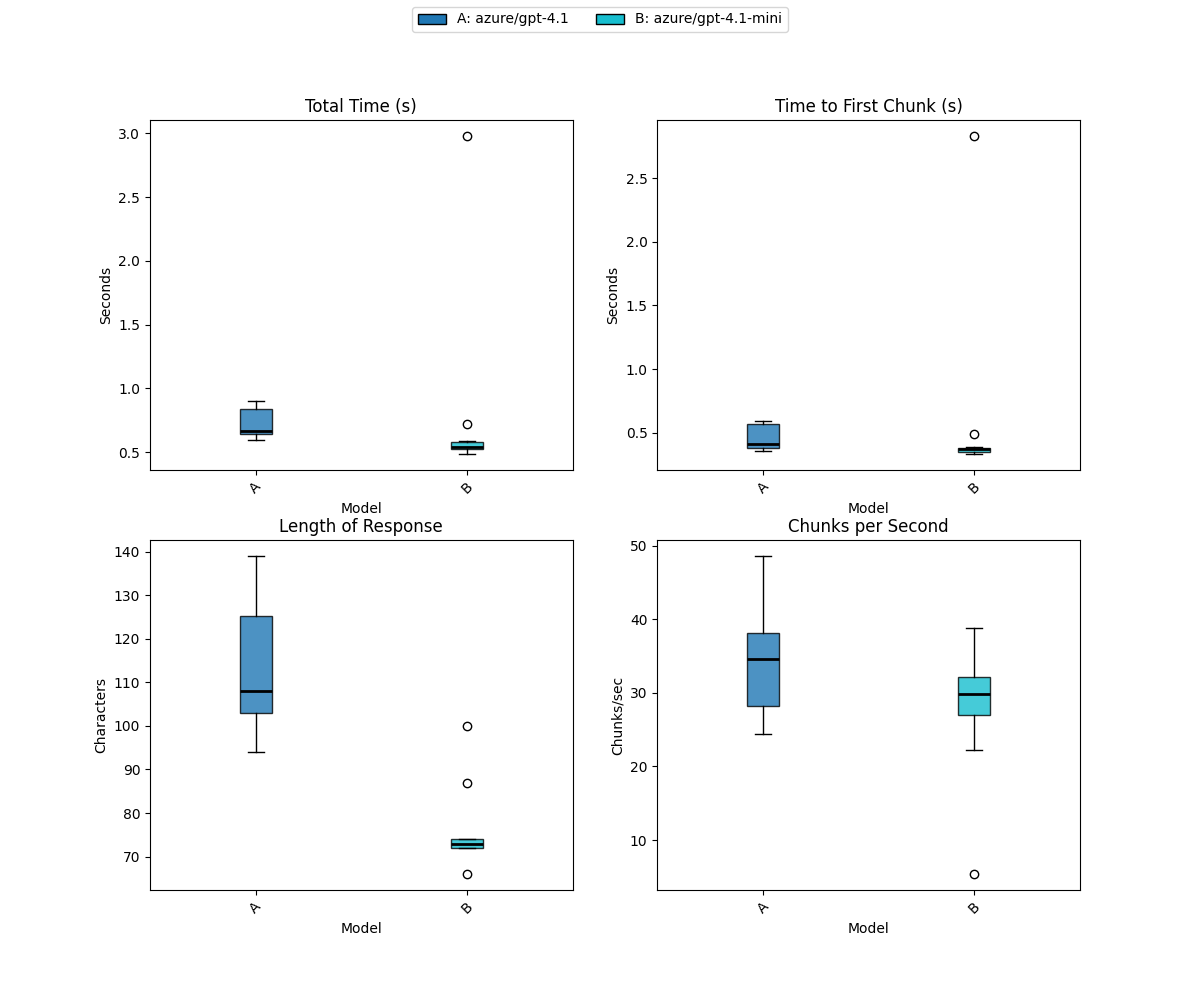 A: azure/gpt-4.1 B: azure/gpt-4.1-mini
Total Time (s)
Seconds
3.0
2.5
2.0
1.5
1.0
0.5
A B
Model
Time to First Chunk (s)
Seconds
2.5
2.0
1.5
1.0
0.5
A B
Model
Length of Response
Characters
140
130
120
110
100
90
80
70
A B
Model
Chunks per Second
Chunks/sec
50
40
30
20
10
A B
Model